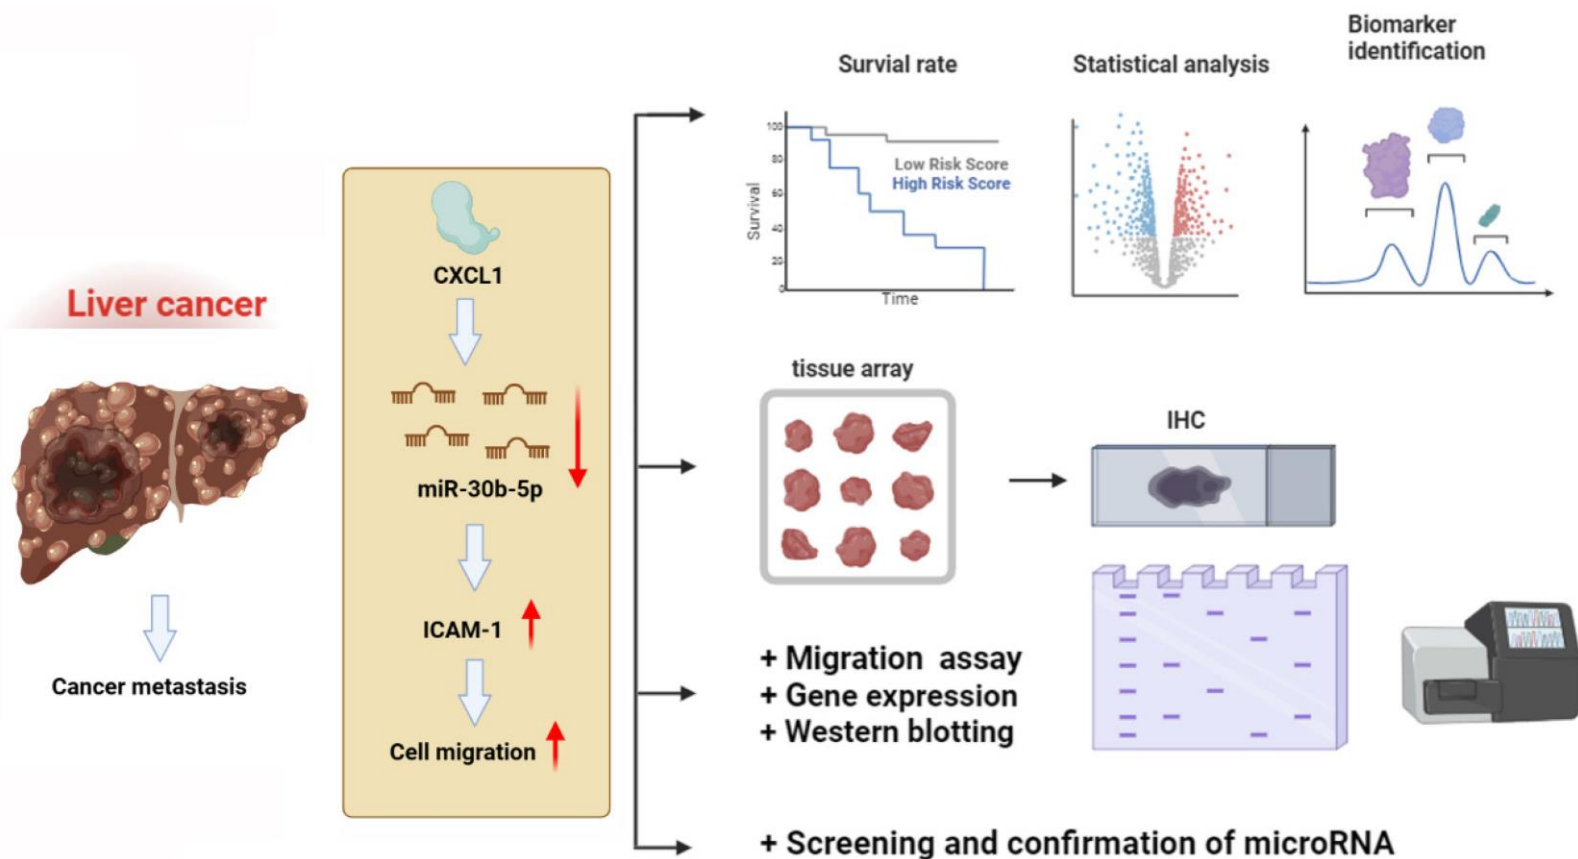 Liver cancer
Cancer metastasis
CXCL1
miR-30b-5p
ICAM-1
Cell migration
Survial rate
100
80
60
40
20
0
Survival
Low Risk Score
High Risk Score
Time
Statistical analysis
Biomarker
identification
tissue array
IHC
+ Migration assay
+ Gene expression
+ Western blotting
+ Screening and confirmation of microRNA